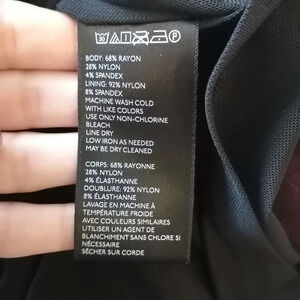 30
P
BODY: 68% RAYON
28% NYLON
4% SPANDEX
LINING: 92% NYLON
8% SPANDEX
MACHINE WASH COLD
WITH LIKE COLORS
USE ONLY NON-CHLORINE
BLEACH
LINE DRY
LOW IRON AS NEEDED
MAY BE DRY CLEANED
CORPS: 68% RAYONNE
28% NYLON
4% ÉLASTHANNE
DOUBLURE: 92% NYLON
8% ÉLASTHANNE
LAVAGE EN MACHINE À
TEMPÉRATURE FROIDE
AVEC COULEURS SIMILAIRES
UTILISER UN AGENT DE
BLANCHIMENT SANS CHLORE SI
NÉCESSAIRE
SÉCHER SUR CORDE